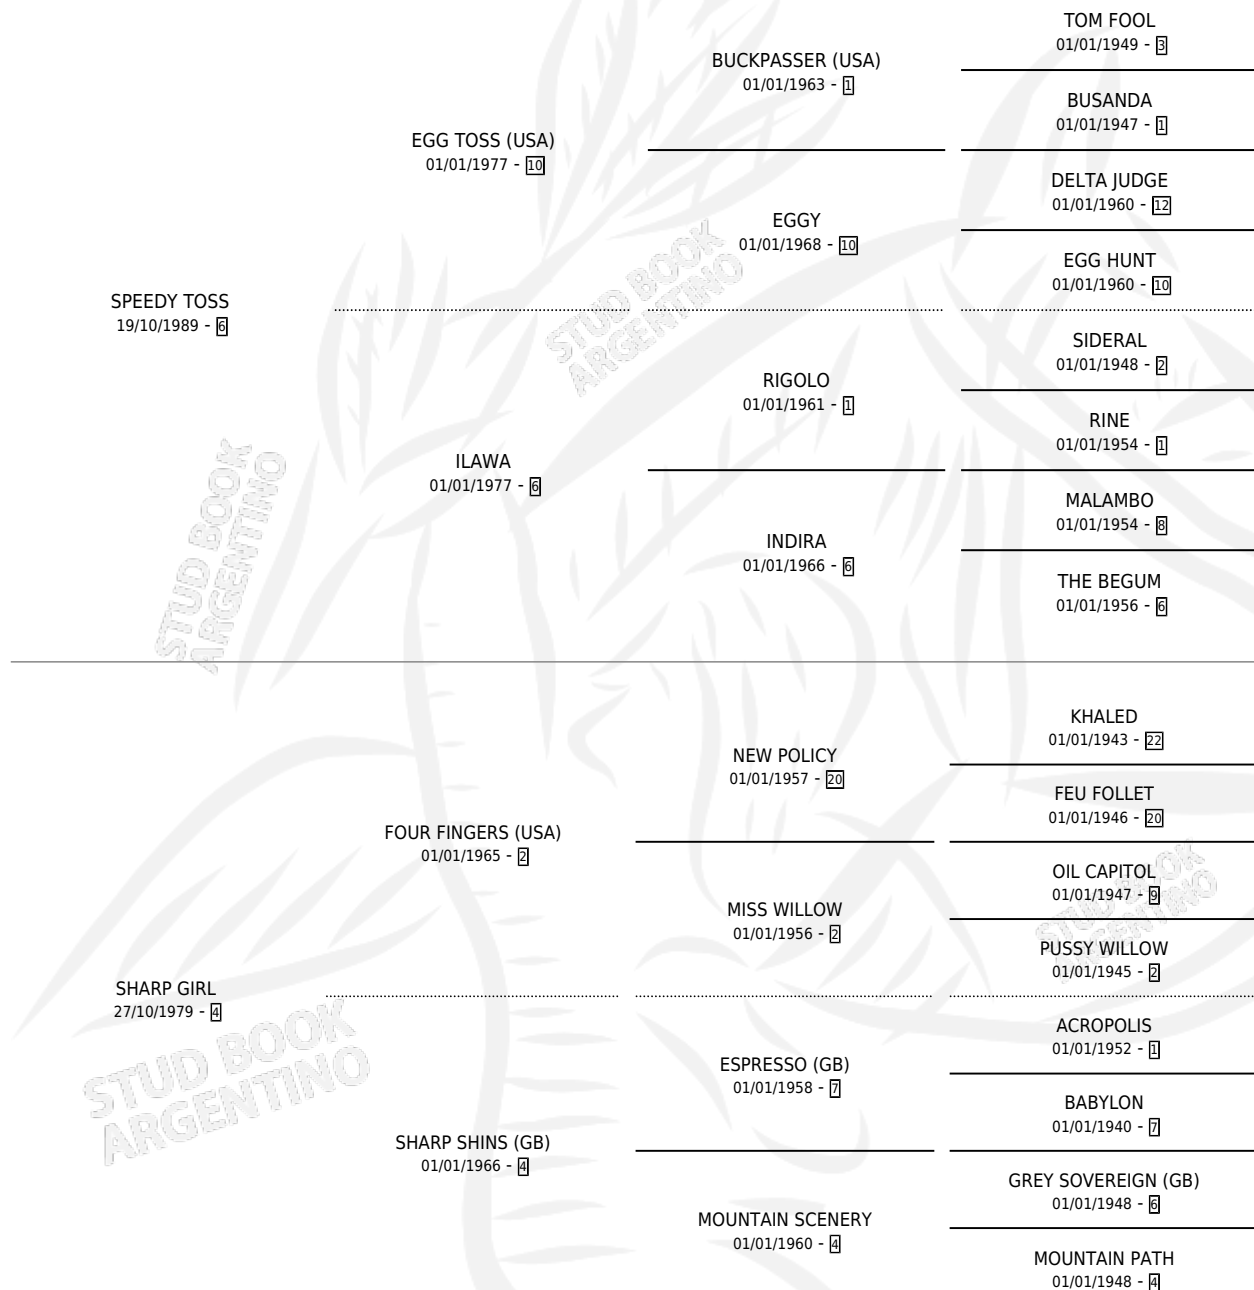 TOM FOOL
01/01/1949 - 3
BUCKPASSER (USA)
01/01/1963 - 1
BUSANDA
01/01/1947 - 1
EGG TOSS (USA)
01/01/1977 - 10
DELTA JUDGE
01/01/1960 - 12
EGGY
01/01/1968 - 10
EGG HUNT
01/01/1960 - 10
SPEEDY TOSS
19/10/1989 - 6
SIDERAL
01/01/1948 - 2
RIGOLO
01/01/1961 - 1
RINE
01/01/1954 - 1
ILAWA
01/01/1977 - 6
MALAMBO
01/01/1954 - 8
INDIRA
01/01/1966 - 6
THE BEGUM
01/01/1956 - 6
KHALED
01/01/1943 - 22
NEW POLICY
01/01/1957 - 20
FEU FOLLET
01/01/1946 - 20
FOUR FINGERS (USA)
01/01/1965 - 2
OIL CAPITOL
01/01/1947 - 9
MISS WILLOW
01/01/1956 - 2
PUSSY WILLOW
01/01/1945 - 2
SHARP GIRL
27/10/1979 - 4
ACROPOLIS
01/01/1952 - 1
ESPRESSO (GB)
01/01/1958 - 7
BABYLON
01/01/1940 - 7
SHARP SHINS (GB)
01/01/1966 - 4
GREY SOVEREIGN (GB)
01/01/1948 - 6
MOUNTAIN SCENERY
01/01/1960 - 4
MOUNTAIN PATH
01/01/1948 - 4
STUD BOOK
ARGENTINO
STUD BOOK
ARGENTINO
STUD BOOK
ARGENTINO
STUD BOOK
ARGENTINO